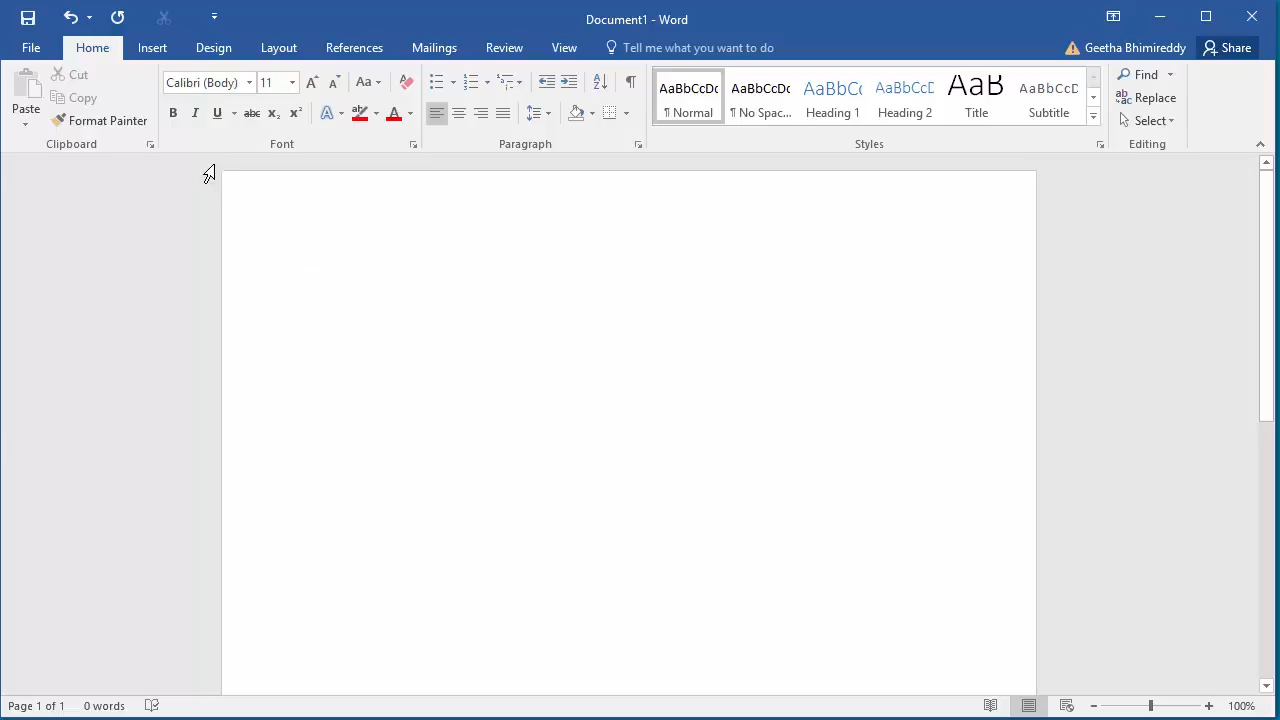 Document1 - Word
File Home Insert Design Layout References Mailings Review View Tell me what you want to do Geetha Bhimireddy Share
Paste
Cut
Copy
Format Painter
Clipboard
Calibri (Body) 11 Aa
B I U abc x₂ x² A ab A
Font
Paragraph
AaBbCcDc AaBbCcDc AaBbCc AaBbCcD AaB AaBbCcD
¶ Normal ¶ No Spac... Heading 1 Heading 2 Title Subtitle
Styles
Find
Replace
Select
Editing
Page 1 of 1 0 words 100%